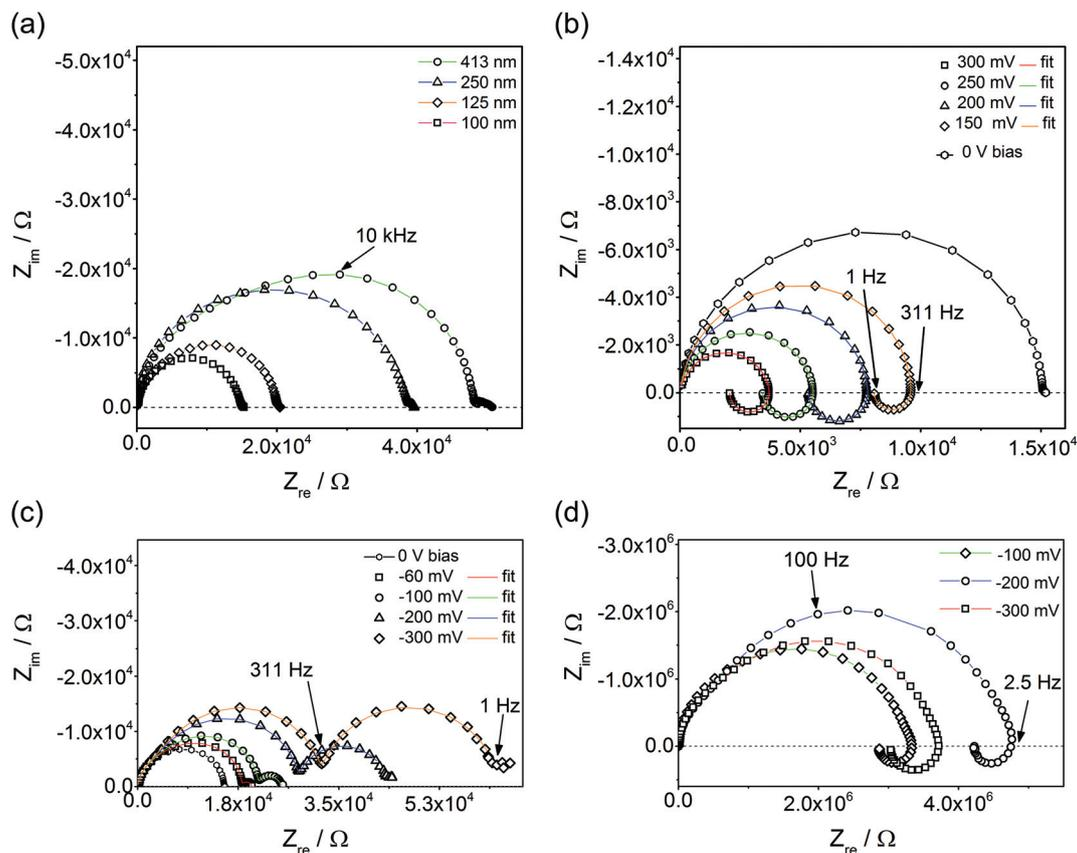 (a)
-5.0x10⁴
-4.0x10⁴
-3.0x10⁴
-2.0x10⁴
-1.0x10⁴
0.0
Z_im / Ω
413 nm
250 nm
125 nm
100 nm
10 kHz
0.0 2.0x10⁴ 4.0x10⁴
Z_re / Ω
(b)
-1.4x10⁴
-1.2x10⁴
-1.0x10⁴
-8.0x10³
-6.0x10³
-4.0x10³
-2.0x10³
0.0
Z_im / Ω
300 mV fit
250 mV fit
200 mV fit
150 mV fit
0 V bias
1 Hz
311 Hz
0.0 5.0x10³ 1.0x10⁴ 1.5x10⁴
Z_re / Ω
(c)
-4.0x10⁴
-3.0x10⁴
-2.0x10⁴
-1.0x10⁴
0.0
Z_im / Ω
0 V bias
-60 mV fit
-100 mV fit
-200 mV fit
-300 mV fit
311 Hz
1 Hz
0.0 1.8x10⁴ 3.5x10⁴ 5.3x10⁴
Z_re / Ω
(d)
-3.0x10⁶
-2.0x10⁶
-1.0x10⁶
0.0
Z_im / Ω
-100 mV
-200 mV
-300 mV
100 Hz
2.5 Hz
0.0 2.0x10⁶ 4.0x10⁶
Z_re / Ω